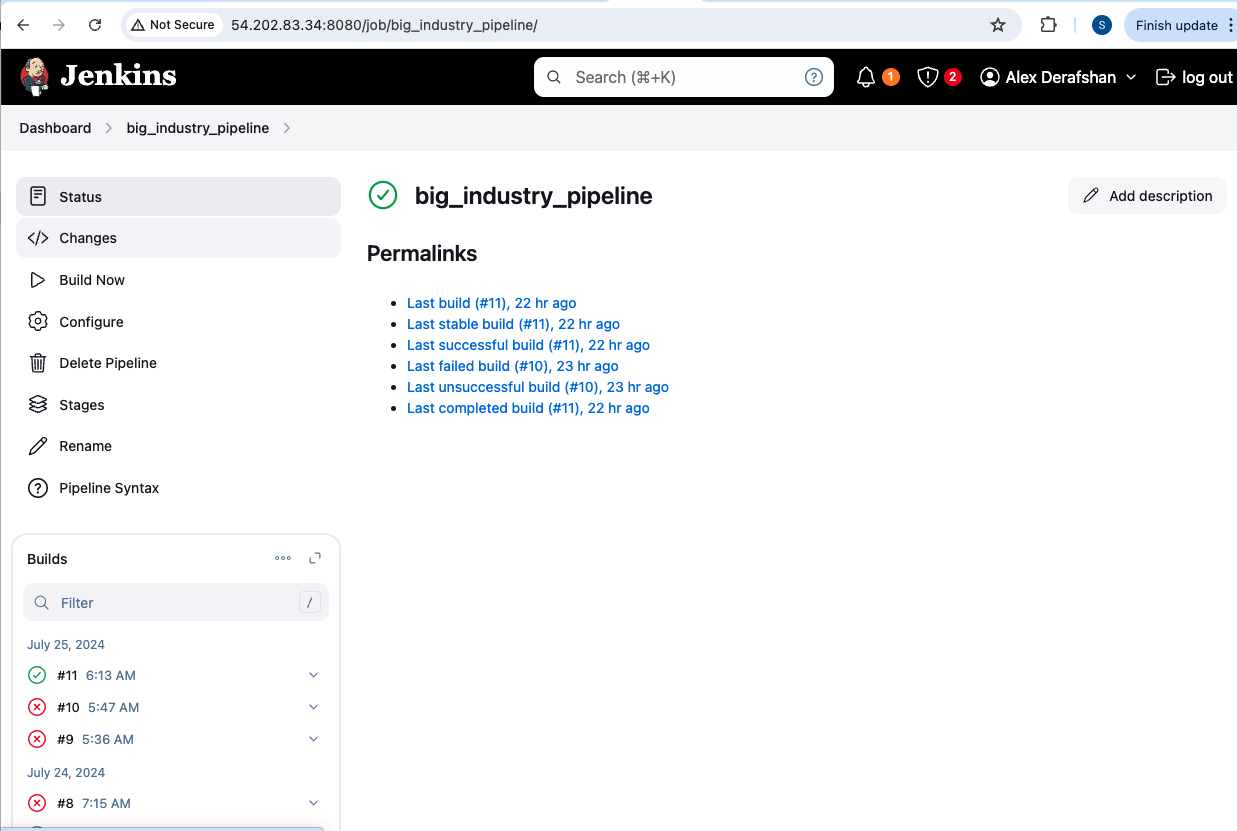 Not Secure 54.202.83.34:8080/job/big_industry_pipeline/ S Finish update
Jenkins Search (⌘+K) ? 1 2 Alex Derafshan log out
Dashboard big_industry_pipeline
Status
Changes
Build Now
Configure
Delete Pipeline
Stages
Rename
Pipeline Syntax
big_industry_pipeline Add description
Permalinks
Last build (#11), 22 hr ago
Last stable build (#11), 22 hr ago
Last successful build (#11), 22 hr ago
Last failed build (#10), 23 hr ago
Last unsuccessful build (#10), 23 hr ago
Last completed build (#11), 22 hr ago
Builds
Filter /
July 25, 2024
#11 6:13 AM
#10 5:47 AM
#9 5:36 AM
July 24, 2024
#8 7:15 AM